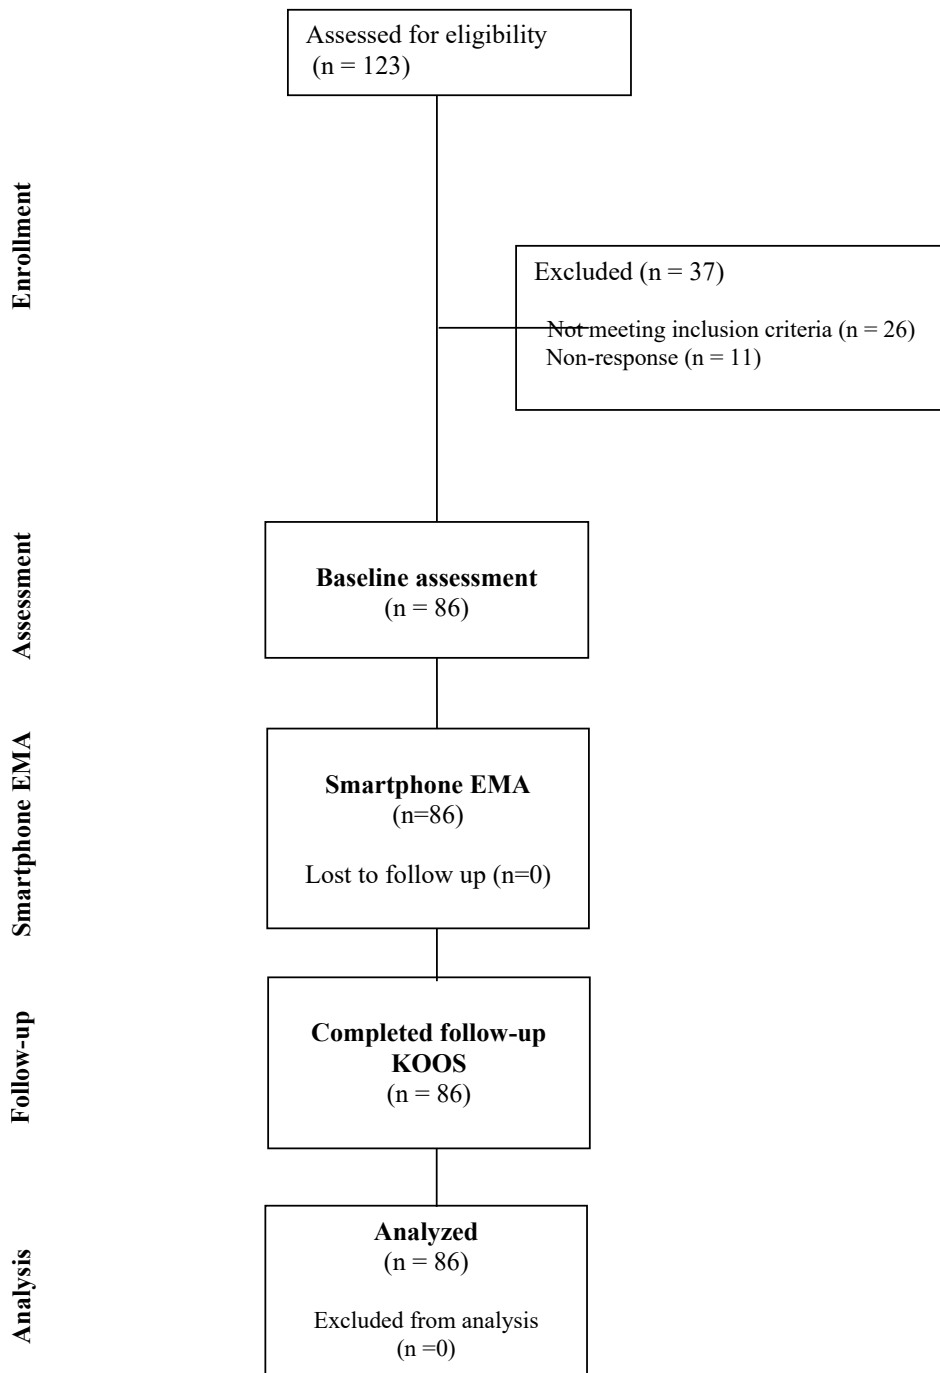 Assessed for eligibility
(n = 123)
Enrollment
Excluded (n = 37)
Not meeting inclusion criteria (n = 26)
Non-response (n = 11)
Assessment
Baseline assessment
(n = 86)
Smartphone EMA
Smartphone EMA
(n=86)
Lost to follow up (n=0)
Follow-up
Completed follow-up
KOOS
(n = 86)
Analysis
Analyzed
(n = 86)
Excluded from analysis
(n =0)